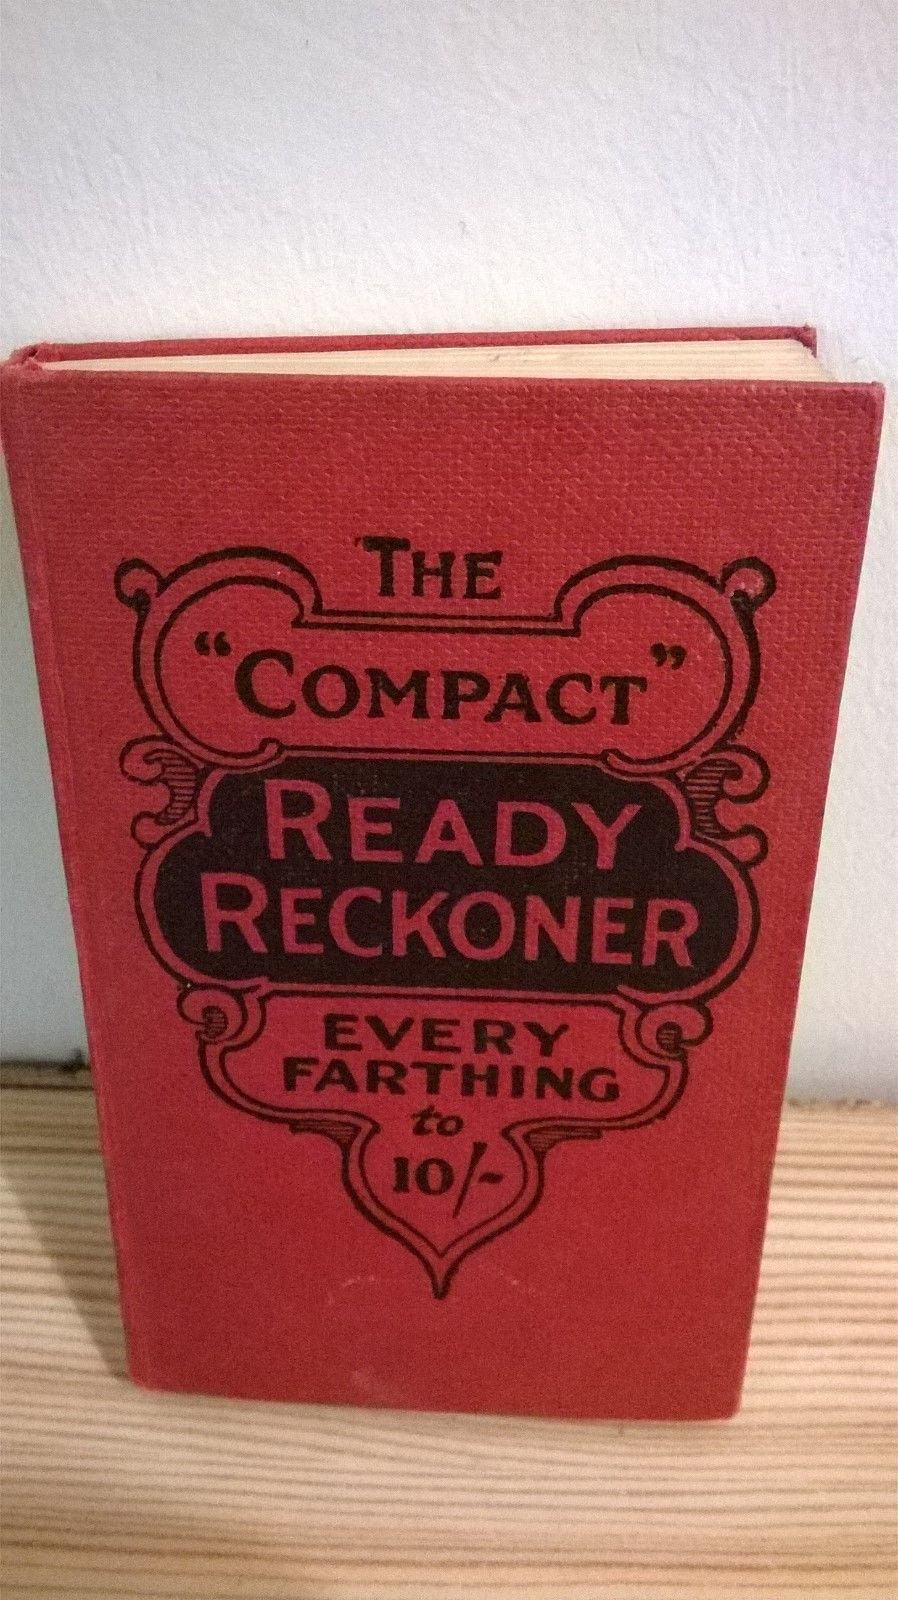 THE
“COMPACT”
READY
RECKONER
EVERY
FARTHING
to
10/-